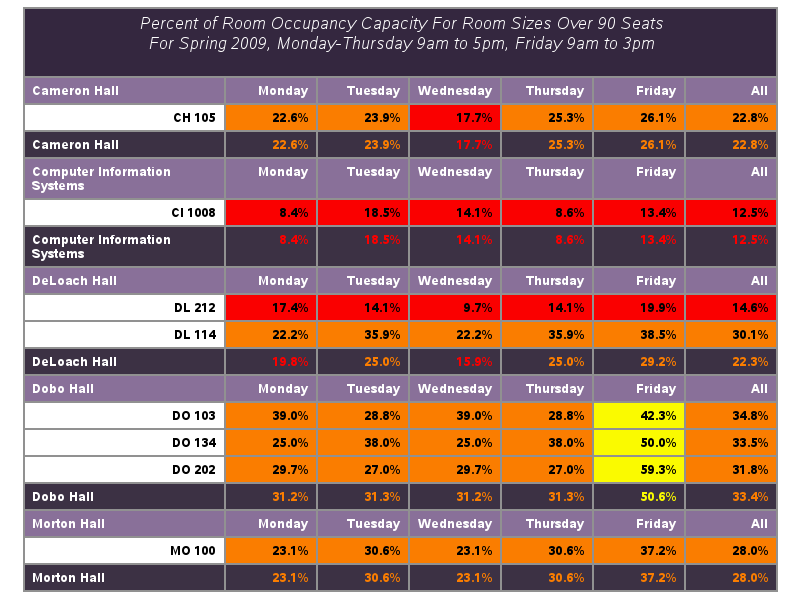 Percent of Room Occupancy Capacity For Room Sizes Over 90 Seats
For Spring 2009, Monday-Thursday 9am to 5pm, Friday 9am to 3pm
Cameron Hall Monday Tuesday Wednesday Thursday Friday All
CH 105 22.6% 23.9% 17.7% 25.3% 26.1% 22.8%
Cameron Hall 22.6% 23.9% 17.7% 25.3% 26.1% 22.8%
Computer Information Monday Tuesday Wednesday Thursday Friday All
Systems
CI 1008 8.4% 18.5% 14.1% 8.6% 13.4% 12.5%
Computer Information 8.4% 18.5% 14.1% 8.6% 13.4% 12.5%
Systems
DeLoach Hall Monday Tuesday Wednesday Thursday Friday All
DL 212 17.4% 14.1% 9.7% 14.1% 19.9% 14.6%
DL 114 22.2% 35.9% 22.2% 35.9% 38.5% 30.1%
DeLoach Hall 19.8% 25.0% 15.9% 25.0% 29.2% 22.3%
Dobo Hall Monday Tuesday Wednesday Thursday Friday All
DO 103 39.0% 28.8% 39.0% 28.8% 42.3% 34.8%
DO 134 25.0% 38.0% 25.0% 38.0% 50.0% 33.5%
DO 202 29.7% 27.0% 29.7% 27.0% 59.3% 31.8%
Dobo Hall 31.2% 31.3% 31.2% 31.3% 50.6% 33.4%
Morton Hall Monday Tuesday Wednesday Thursday Friday All
MO 100 23.1% 30.6% 23.1% 30.6% 37.2% 28.0%
Morton Hall 23.1% 30.6% 23.1% 30.6% 37.2% 28.0%